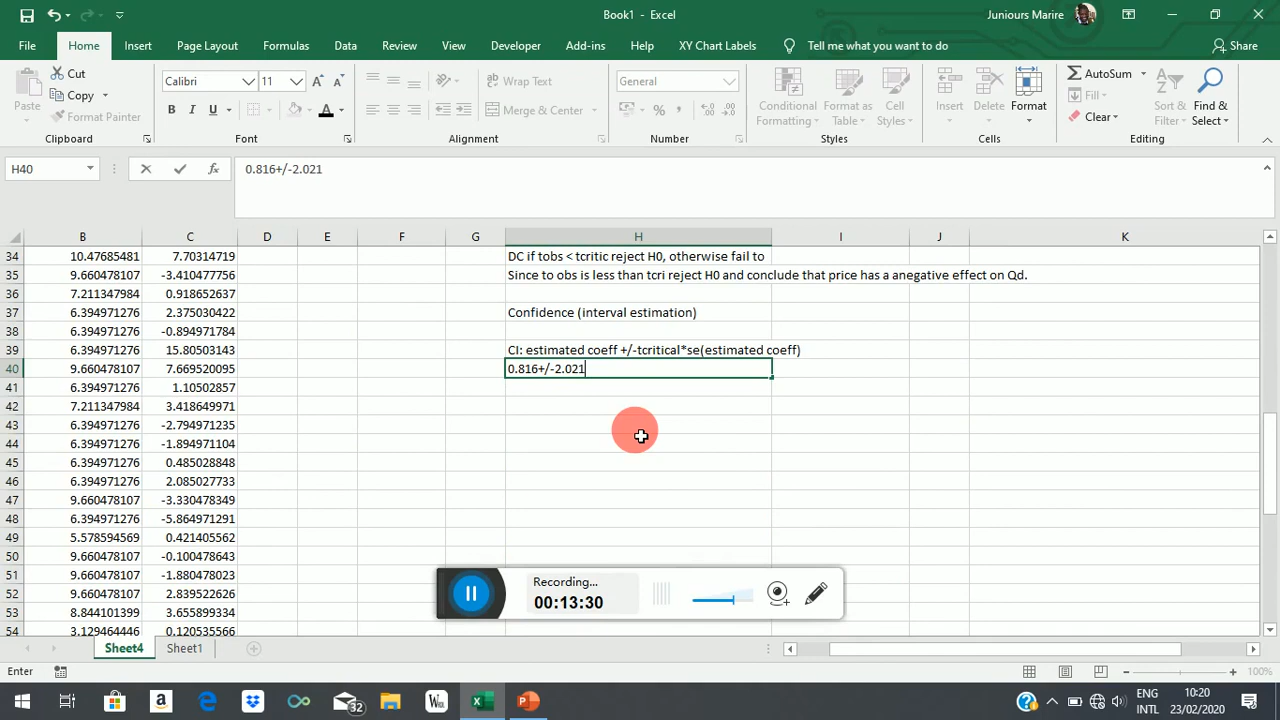 Book1 - Excel
Juniours Marire
File Home Insert Page Layout Formulas Data Review View Developer Add-ins Help XY Chart Labels Tell me what you want to do Share
Paste
Cut
Copy
Format Painter
Clipboard
Calibri 11
B I U
Font
Wrap Text
Merge & Center
Alignment
General
Number
Conditional Formatting
Format as Table
Cell Styles
Styles
Insert
Delete
Format
Cells
AutoSum
Fill
Clear
Sort & Filter
Find & Select
Editing
H40 fx 0.816+/-2.021
B C D E F G H I J K
34 10.47685481 7.70314719 DC if tobs < tcritic reject H0, otherwise fail to
35 9.660478107 -3.410477756 Since to obs is less than tcri reject H0 and conclude that price has a anegative effect on Qd.
36 7.211347984 0.918652637
37 6.394971276 2.375030422 Confidence (interval estimation)
38 6.394971276 -0.894971784
39 6.394971276 15.80503143 CI: estimated coeff +/-tcritical*se(estimated coeff)
40 9.660478107 7.669520095 0.816+/-2.021
41 6.394971276 1.10502857
42 7.211347984 3.418649971
43 6.394971276 -2.794971235
44 6.394971276 -1.894971104
45 6.394971276 0.485028848
46 6.394971276 2.085027733
47 9.660478107 -3.330478349
48 6.394971276 -5.864971291
49 5.578594569 0.421405562
50 9.660478107 -0.100478643
51 9.660478107 -1.880478023
52 9.660478107 2.839522626
53 8.844101399 3.655899334
54 3.129464446 0.120535566
Recording...
00:13:30
Sheet4 Sheet1
Enter 100%
32
ENG
INTL
10:20
23/02/2020